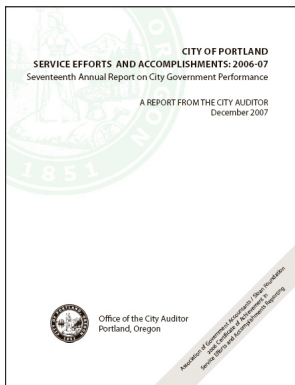 CITY OF PORTLAND
SERVICE EFFORTS AND ACCOMPLISHMENTS: 2006-07
Seventeenth Annual Report on City Government Performance
A REPORT FROM THE CITY AUDITOR
December 2007
1851
Office of the City Auditor
Portland, Oregon
Association of Government Accountants / Sloan Foundation
2006 Certificate of Achievement in
Service Efforts and Accomplishments Reporting